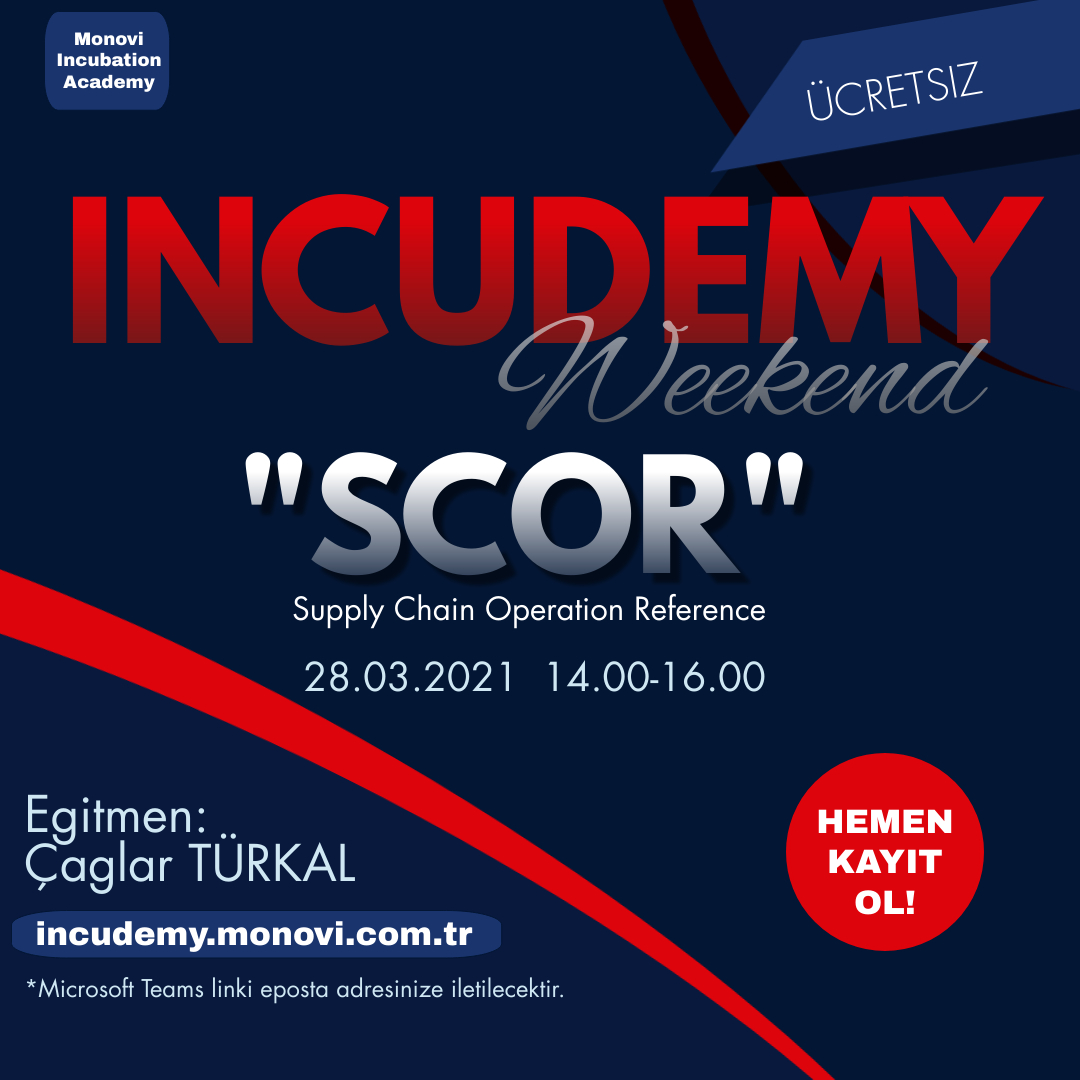 Monovi
Incubation
Academy
ÜCRETSIZ
INCUDEMY
Weekend
"SCOR"
Supply Chain Operation Reference
28.03.2021 14.00-16.00
Egitmen:
Çaglar TÜRKAL
HEMEN
KAYIT
OL!
incudemy.monovi.com.tr
*Microsoft Teams linki eposta adresinize iletilecektir.